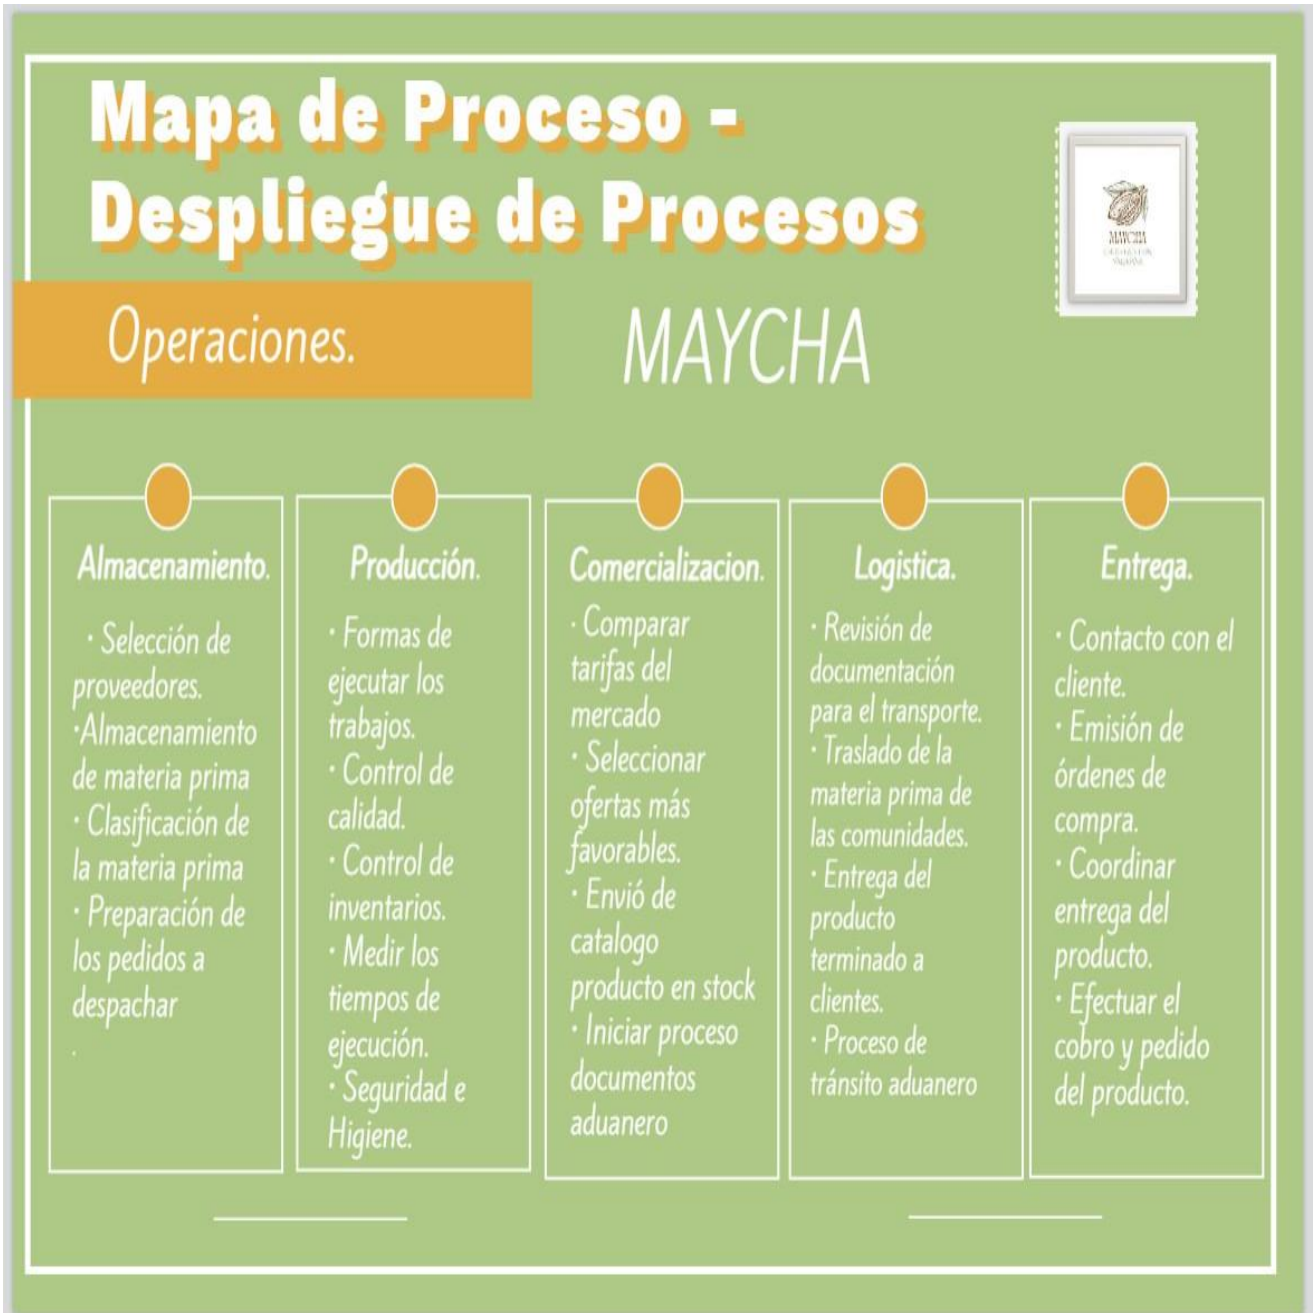 Mapa de Proceso -
Despliegue de Procesos
Operaciones.
MAYCHA
MAYCHA
Almacenamiento.
· Selección de
proveedores.
·Almacenamiento
de materia prima
· Clasificación de
la materia prima
· Preparación de
los pedidos a
despachar
.
Producción.
· Formas de
ejecutar los
trabajos.
· Control de
calidad.
· Control de
inventarios.
· Medir los
tiempos de
ejecución.
· Seguridad e
Higiene.
Comercializacion.
· Comparar
tarifas del
mercado
· Seleccionar
ofertas más
favorables.
· Envió de
catalogo
producto en stock
· Iniciar proceso
documentos
aduanero
Logistica.
· Revisión de
documentación
para el transporte.
· Traslado de la
materia prima de
las comunidades.
· Entrega del
producto
terminado a
clientes.
· Proceso de
tránsito aduanero
Entrega.
· Contacto con el
cliente.
· Emisión de
órdenes de
compra.
· Coordinar
entrega del
producto.
· Efectuar el
cobro y pedido
del producto.